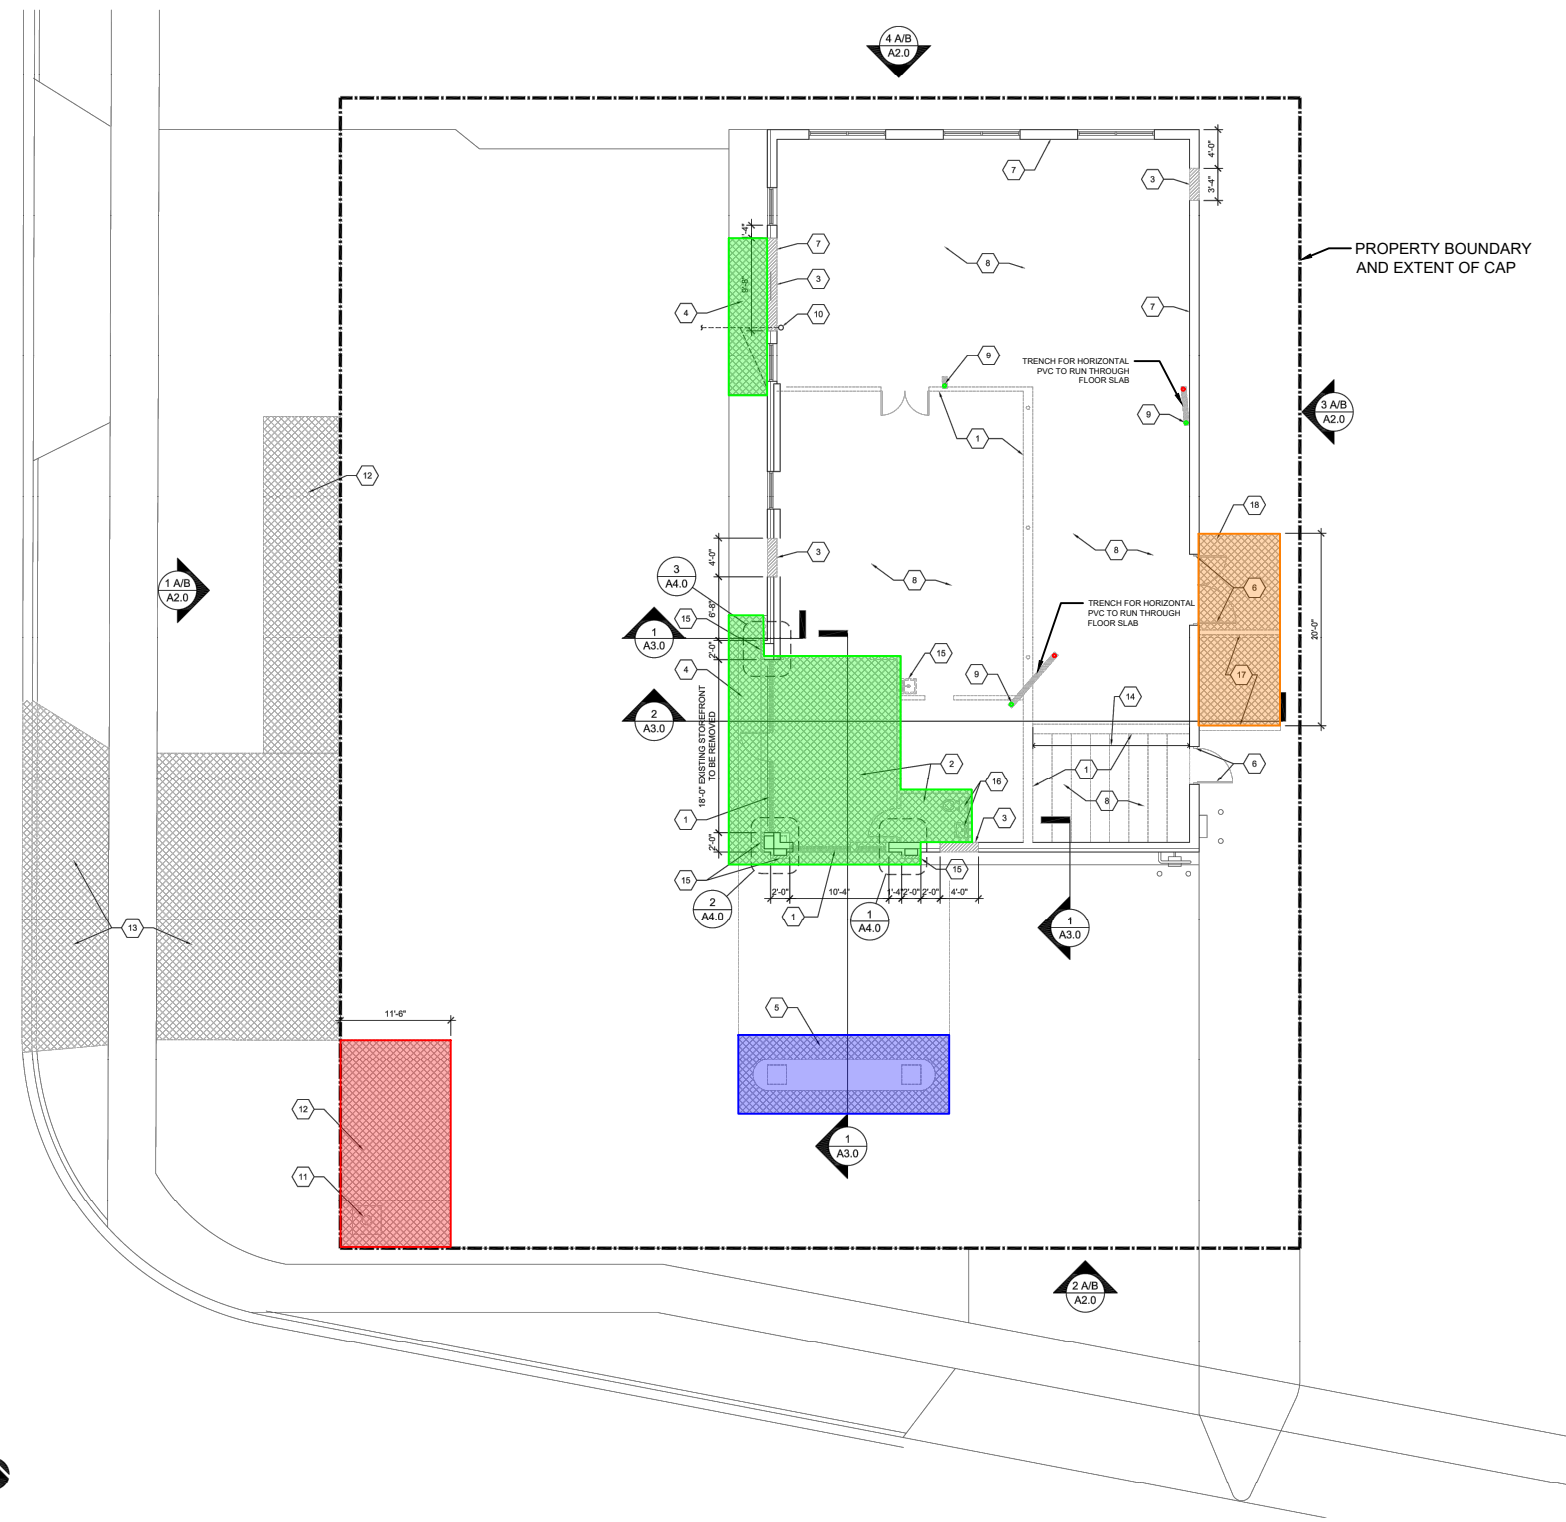 4 A/B
A2.0
4'-0"
3'-4"
3
7
PROPERTY BOUNDARY
AND EXTENT OF CAP
7
3
4
9'-8"
10
8
7
9
TRENCH FOR HORIZONTAL
PVC TO RUN THROUGH
FLOOR SLAB
9
3 A/B
A2.0
1
12
18
1 A/B
A2.0
4'-0"
3
8
8
6
3
A4.0
15
1
A3.0
6'-8"
2'-0"
TRENCH FOR HORIZONTAL
PVC TO RUN THROUGH
FLOOR SLAB
20'-0"
4
15
9
17
14
2
A3.0
18'-0" EXISTING STOREFRONT
TO BE REMOVED
2
16
1
6
8
1
3
2'-0"
15
15
2
A4.0
2'-0"
10'-4"
1'-4"
2'-0"
2'-0"
4'-0"
1
1
A4.0
1
A3.0
13
5
11'-6"
12
11
1
A3.0
2 A/B
A2.0